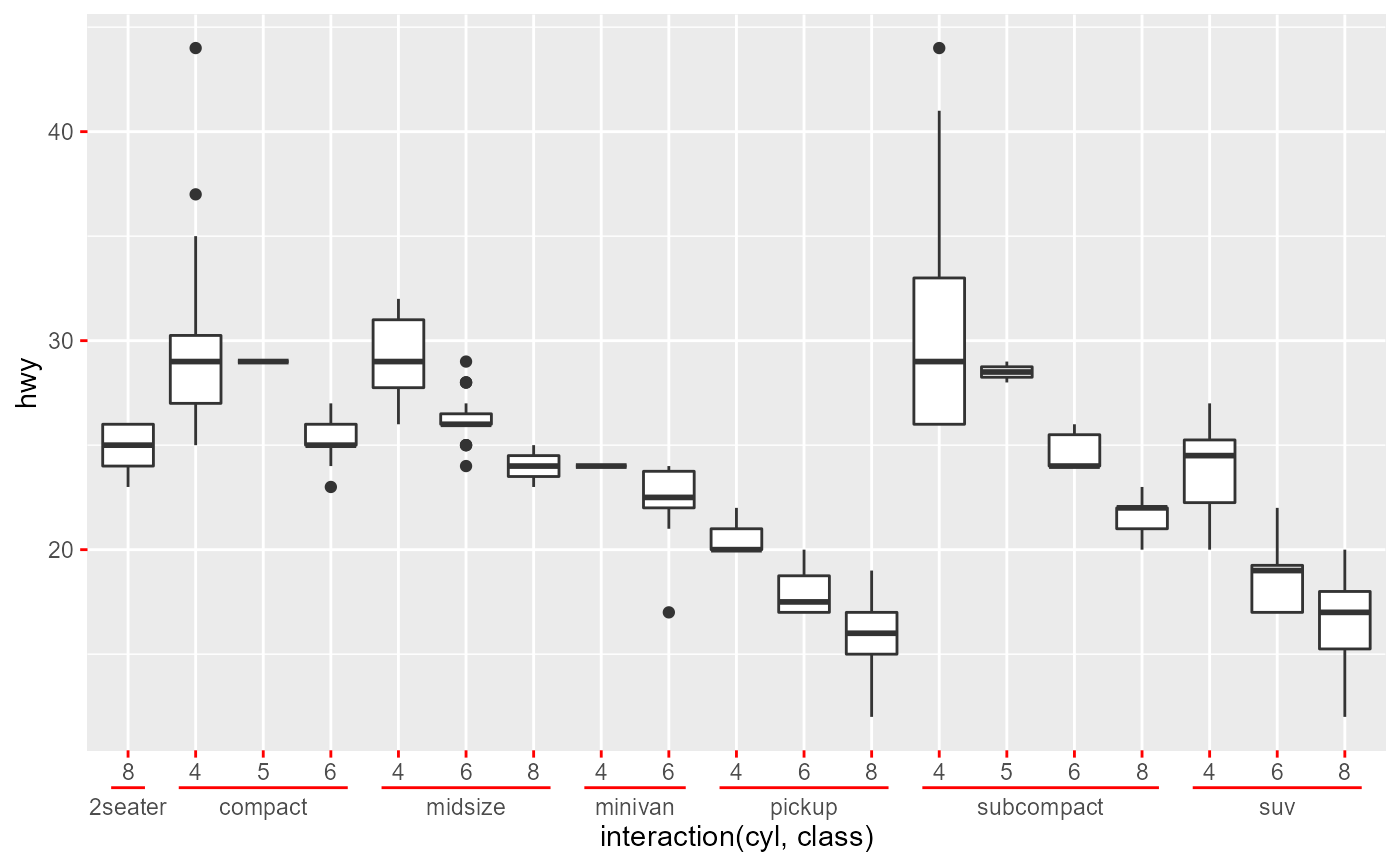 hwy
40
30
20
8 4 5 6 4 6 8 4 6 4 6 8 4 5 6 8 4 6 8
2seater compact midsize minivan pickup subcompact suv
interaction(cyl, class)